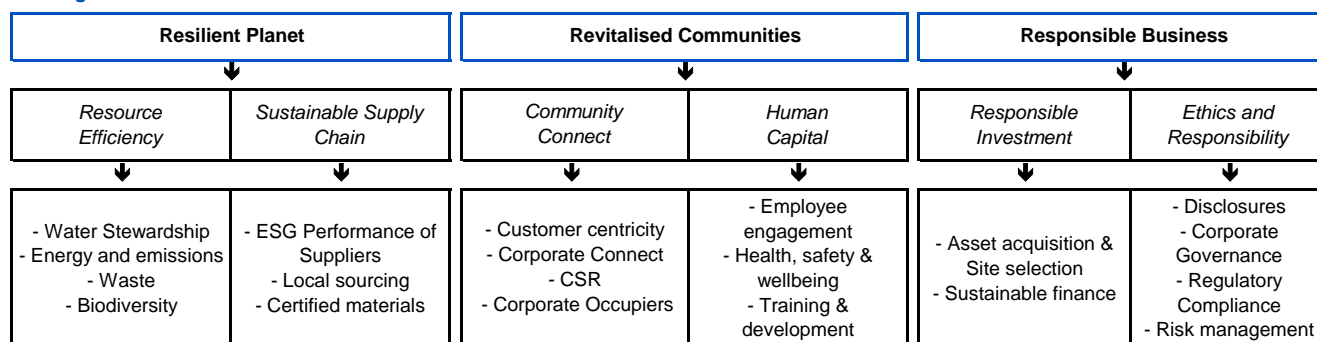 Resilient Planet
Revitalised Communities
Responsible Business
Resource
Efficiency
Sustainable Supply
Chain
Community
Connect
Human
Capital
Responsible
Investment
Ethics and
Responsibility
- Water Stewardship
- Energy and emissions
- Waste
- Biodiversity
- ESG Performance of
Suppliers
- Local sourcing
- Certified materials
- Customer centricity
- Corporate Connect
- CSR
- Corporate Occupiers
- Employee
engagement
- Health, safety &
wellbeing
- Training &
development
- Asset acquisition &
Site selection
- Sustainable finance
- Disclosures
- Corporate
Governance
- Regulatory
Compliance
- Risk management